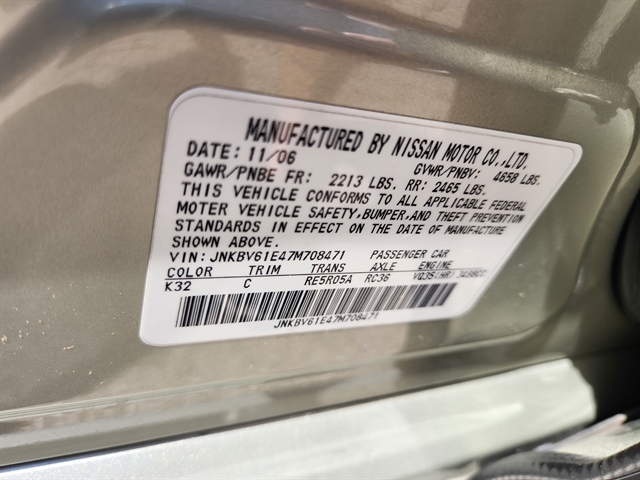 MANUFACTURED BY NISSAN MOTOR CO.,LTD.
DATE: 11/06 GVWR/PNBV: 4658 LBS.
GAWR/PNBE FR: 2213 LBS. RR: 2465 LBS.
THIS VEHICLE CONFORMS TO ALL APPLICABLE FEDERAL
MOTER VEHICLE SAFETY,BUMPER,AND THEFT PREVENTION
STANDARDS IN EFFECT ON THE DATE OF MANUFACTURE
SHOWN ABOVE.
VIN: JNKBV61E47M708471 PASSENGER CAR
COLOR TRIM TRANS AXLE ENGINE
K32 C RE5R05A RC36 VQ35(HR) 3498CC
JNKBV61E47M708471